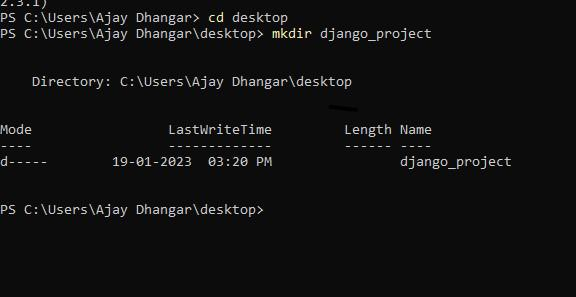 2.3.1)
PS C:\Users\Ajay Dhangar> cd desktop
PS C:\Users\Ajay Dhangar\desktop> mkdir django_project
Directory: C:\Users\Ajay Dhangar\desktop
Mode LastWriteTime Length Name
---- ------------- ------ ----
d----- 19-01-2023 03:20 PM django_project
PS C:\Users\Ajay Dhangar\desktop>